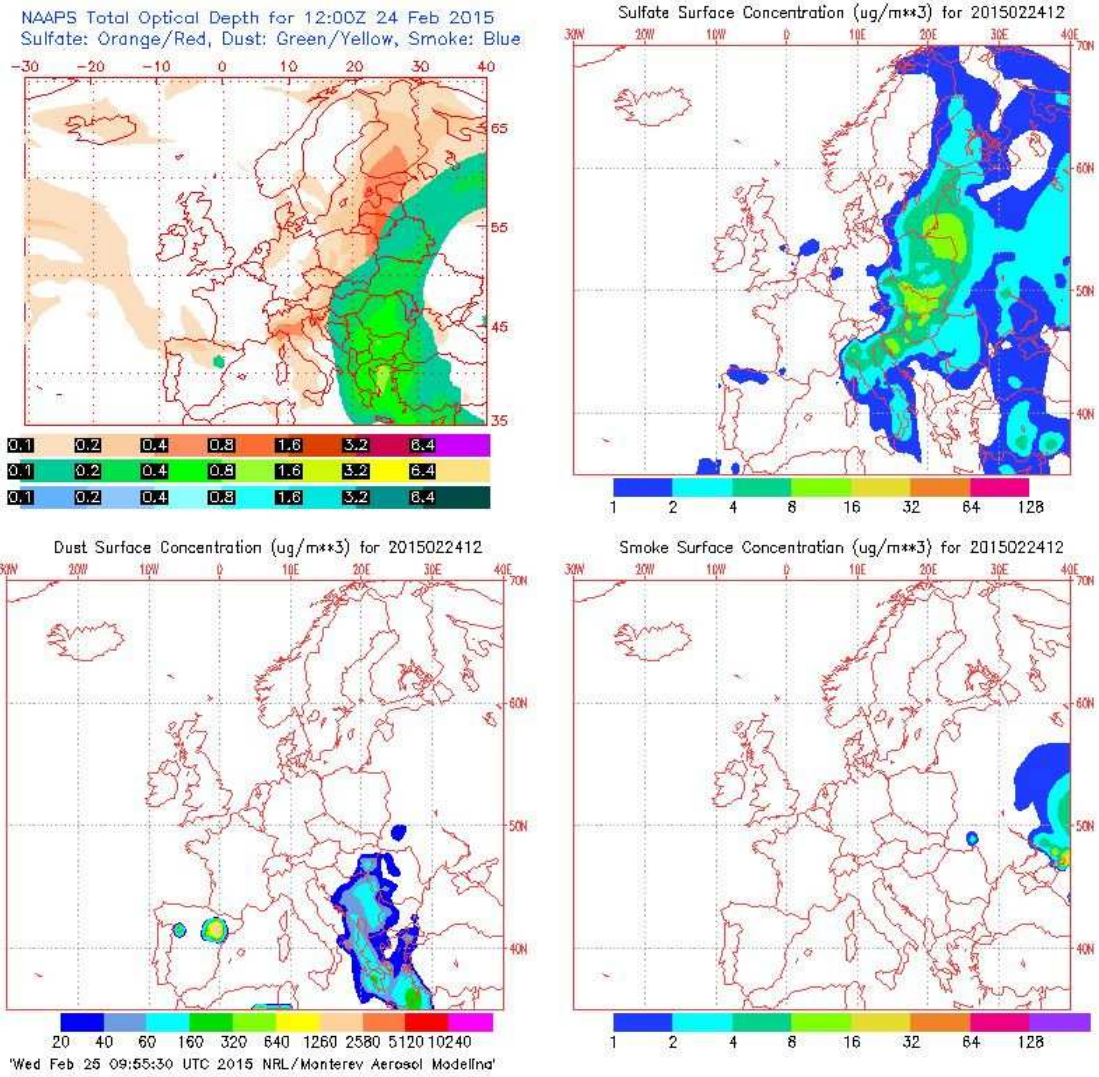 NAAPS Total Optical Depth for 12:00Z 24 Feb 2015
Sulfate: Orange/Red, Dust: Green/Yellow, Smoke: Blue
-30 -20 -10 0 10 20 30 40
65
55
45
35
0.1 0.2 0.4 0.8 1.6 3.2 6.4
0.1 0.2 0.4 0.8 1.6 3.2 6.4
0.1 0.2 0.4 0.8 1.6 3.2 6.4
Sulfate Surface Concentration (ug/m**3) for 2015022412
30W 20W 10W 0 10E 20E 30E 40E
70N
60N
50N
40N
1 2 4 8 16 32 64 128
Dust Surface Concentration (ug/m**3) for 2015022412
30W 20W 10W 0 10E 20E 30E 40E
70N
60N
50N
40N
20 40 60 160 320 640 1260 2580 5120 10240
'Wed Feb 25 09:55:30 UTC 2015 NRL/Monterey Aerosol Modeling'
Smoke Surface Concentration (ug/m**3) for 2015022412
30W 20W 10W 0 10E 20E 30E 40E
70N
60N
50N
40N
1 2 4 8 16 32 64 128